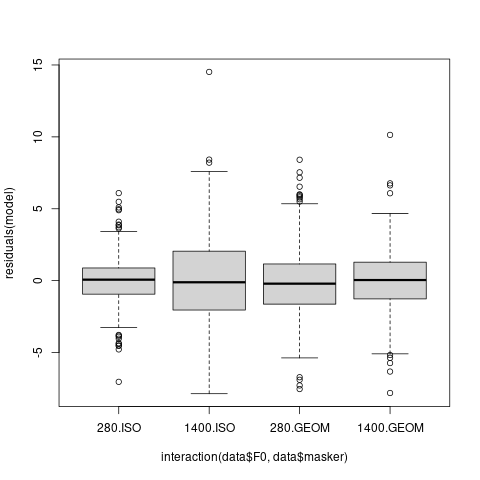 15
10
5
0
-5
residuals(model)
280.ISO 1400.ISO 280.GEOM 1400.GEOM
interaction(data$F0, data$masker)